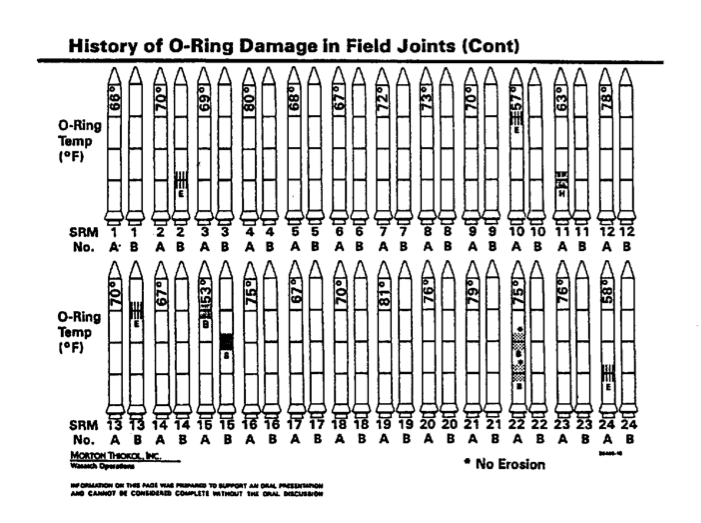 History of O-Ring Damage in Field Joints (Cont)
O-Ring
Temp
(°F)
66° 70° 69° 80° 68° 67° 72° 73° 70° 57° 63° 78°
E
E
H
SRM 1 1 2 2 3 3 4 4 5 5 6 6 7 7 8 8 9 9 10 10 11 11 12 12
No. A B A B A B A B A B A B A B A B A B A B A B A B
O-Ring
Temp
(°F)
70° 67° 53° 75° 67° 70° 81° 76° 79° 75° 76° 58°
E
B
*
B
*
B
E
SRM 13 13 14 14 15 15 16 16 17 17 18 18 19 19 20 20 21 21 22 22 23 23 24 24
No. A B A B A B A B A B A B A B A B A B A B A B A B
MORTON THIOKOL, INC.
Wasatch Operations
* No Erosion
INFORMATION ON THIS PAGE WAS PREPARED TO SUPPORT AN ORAL PRESENTATION
AND CANNOT BE CONSIDERED COMPLETE WITHOUT THE ORAL DISCUSSION